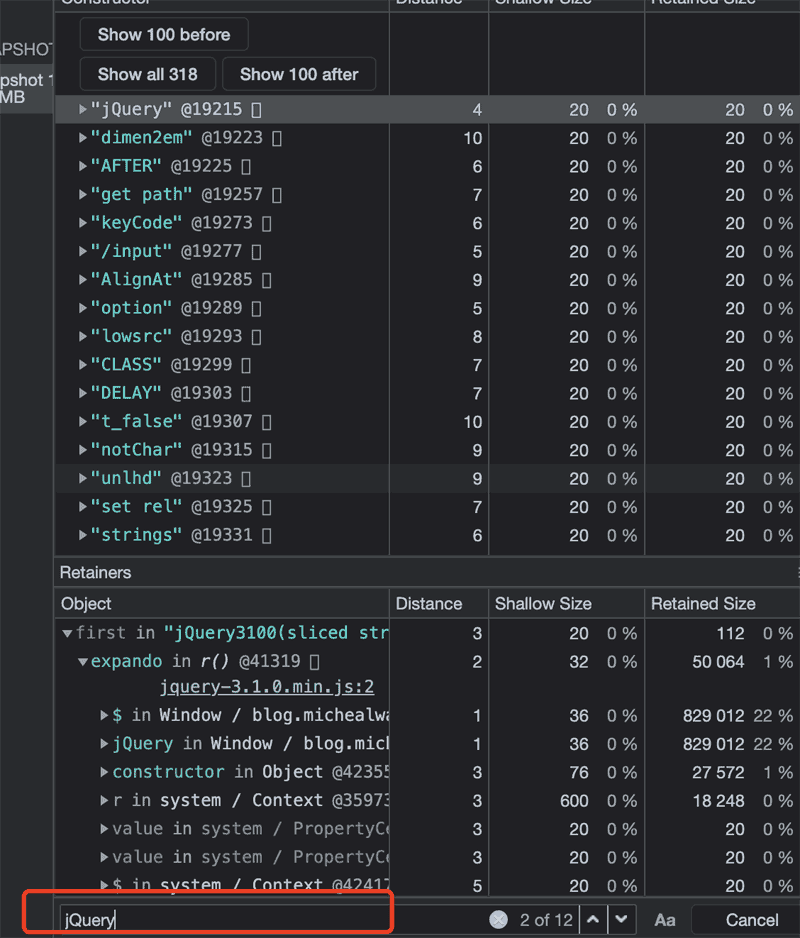 Constructor Distance Shallow Size Retained Size
Show 100 before
Show all 318 Show 100 after
APSHOT
pshot 1
MB
"jQuery" @19215 4 20 0 % 20 0 %
"dimen2em" @19223 10 20 0 % 20 0 %
"AFTER" @19225 6 20 0 % 20 0 %
"get path" @19257 7 20 0 % 20 0 %
"keyCode" @19273 6 20 0 % 20 0 %
"/input" @19277 5 20 0 % 20 0 %
"AlignAt" @19285 9 20 0 % 20 0 %
"option" @19289 5 20 0 % 20 0 %
"lowsrc" @19293 8 20 0 % 20 0 %
"CLASS" @19299 7 20 0 % 20 0 %
"DELAY" @19303 7 20 0 % 20 0 %
"t_false" @19307 10 20 0 % 20 0 %
"notChar" @19315 9 20 0 % 20 0 %
"unlhd" @19323 9 20 0 % 20 0 %
"set rel" @19325 7 20 0 % 20 0 %
"strings" @19331 6 20 0 % 20 0 %
Retainers
Object Distance Shallow Size Retained Size
first in "jQuery3100(sliced str 3 20 0 % 112 0 %
expando in r() @41319 2 32 0 % 50 064 1 %
jquery-3.1.0.min.js:2
$ in Window / blog.michealwa 1 36 0 % 829 012 22 %
jQuery in Window / blog.mich 1 36 0 % 829 012 22 %
constructor in Object @42355 3 76 0 % 27 572 1 %
r in system / Context @35973 3 600 0 % 18 248 0 %
value in system / PropertyCe 3 20 0 % 20 0 %
value in system / PropertyCe 3 20 0 % 20 0 %
$ in system / Context @42417 5 20 0 % 20 0 %
jQuery 2 of 12 Aa Cancel